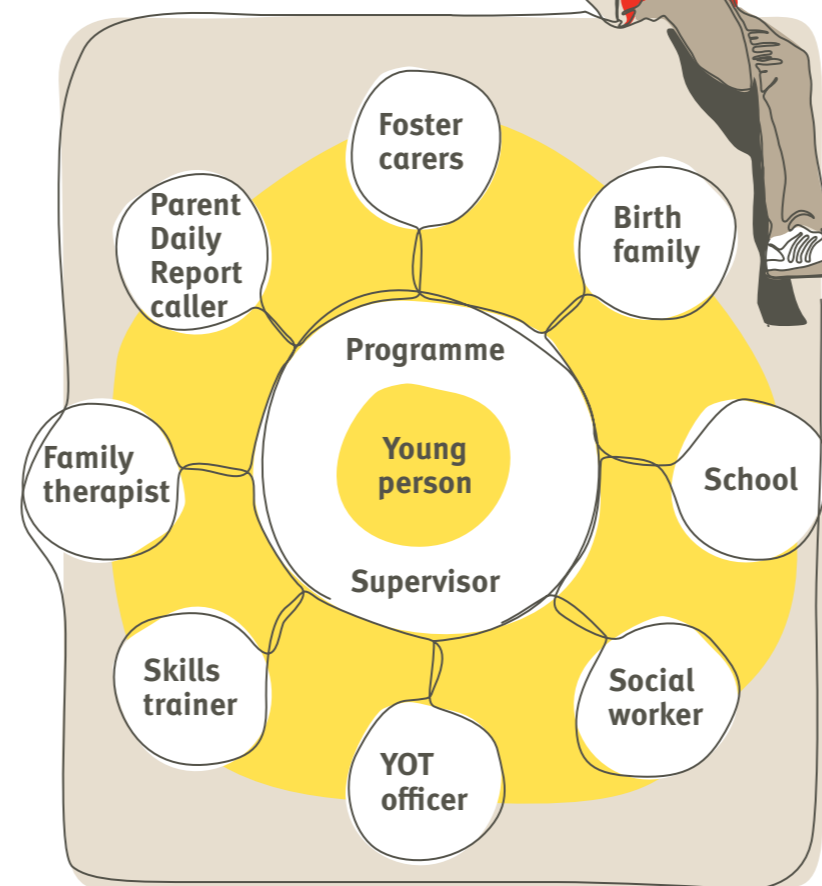 Foster
carers
Parent
Daily
Report
caller
Birth
family
Programme
Young
person
Family
therapist
School
Supervisor
Skills
trainer
Social
worker
YOT
officer